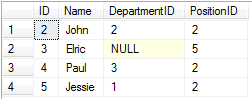 ID Name DepartmentID PositionID
1 2 John 2 2
2 3 Elric NULL 5
3 4 Paul 3 2
4 5 Jessie 1 2